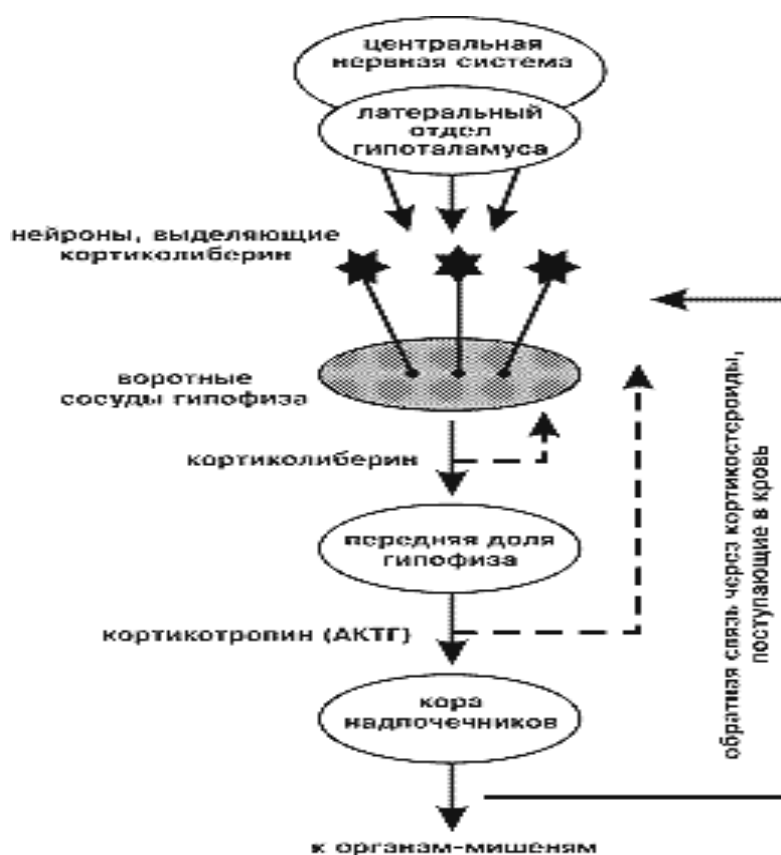 центральная
нервная система
латеральный
отдел
гипоталамуса
нейроны, выделяющие
кортиколиберин
воротные
сосуды гипофиза
кортиколиберин
передняя доля
гипофиза
кортикотропин (АКТГ)
кора
надпочечников
к органам-мишеням
обратная связь через кортикостероиды,
поступающие в кровь